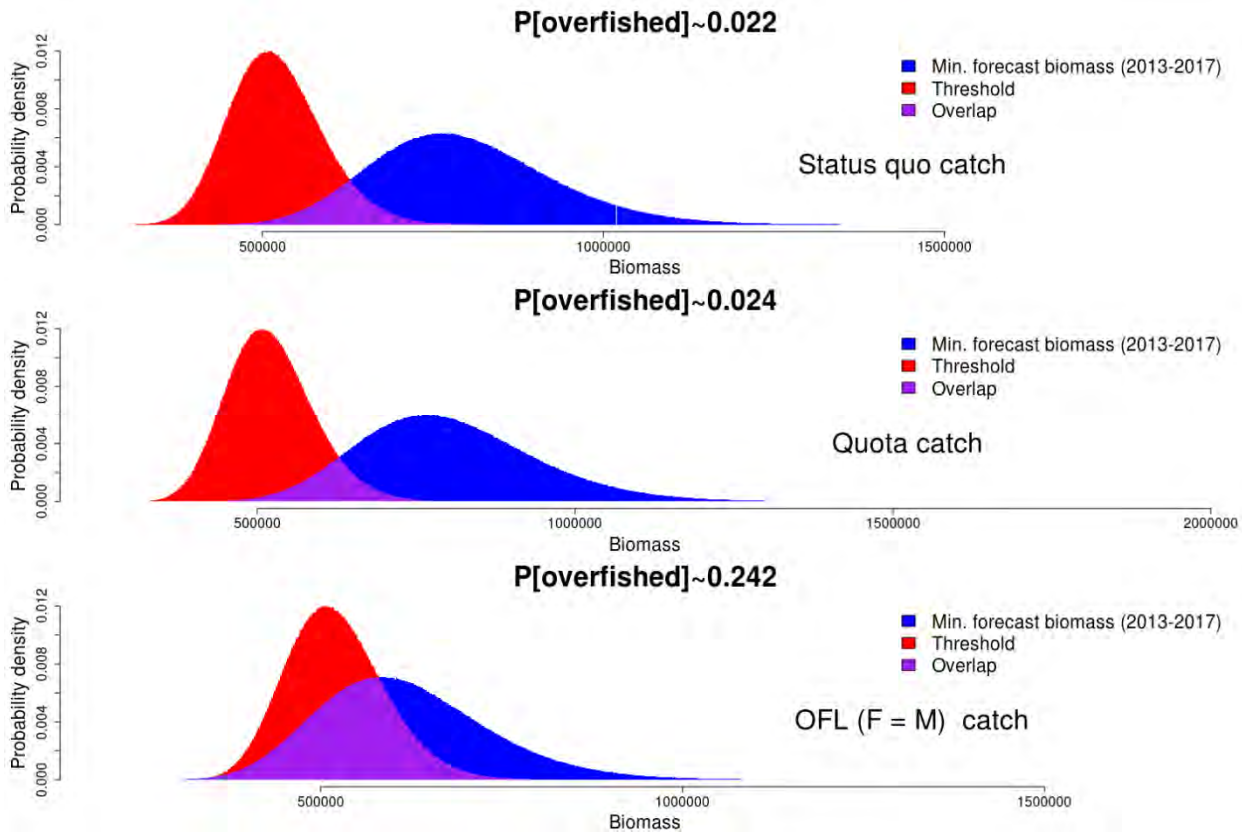 P[overfished]~0.022
Probability density
0.000 0.004 0.008 0.012
Min. forecast biomass (2013-2017)
Threshold
Overlap
Status quo catch
500000 1000000 1500000
Biomass
P[overfished]~0.024
Probability density
0.000 0.004 0.008 0.012
Min. forecast biomass (2013-2017)
Threshold
Overlap
Quota catch
500000 1000000 1500000 2000000
Biomass
P[overfished]~0.242
Probability density
0.000 0.004 0.008 0.012
Min. forecast biomass (2013-2017)
Threshold
Overlap
OFL (F = M) catch
500000 1000000 1500000
Biomass